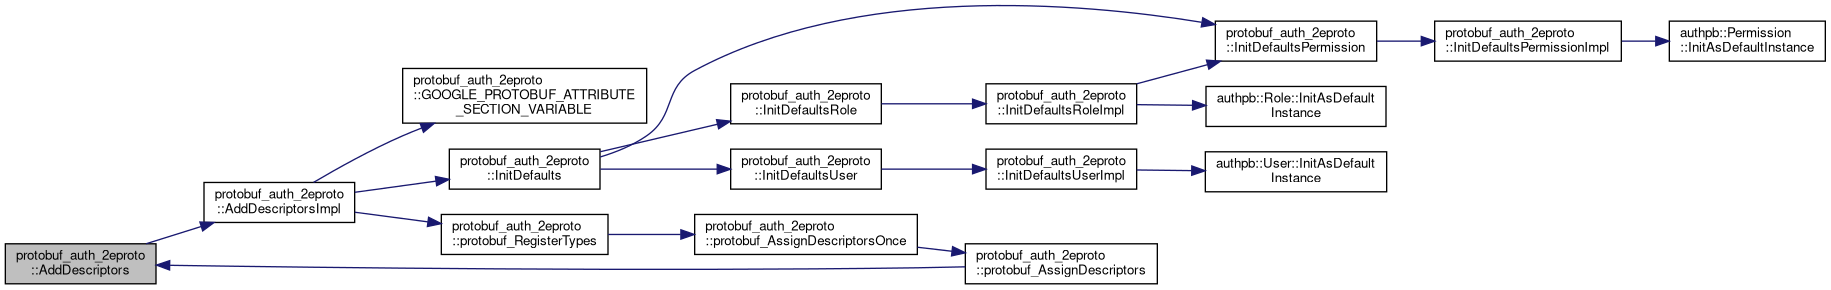 protobuf_auth_2eproto
::AddDescriptors
protobuf_auth_2eproto
::AddDescriptorsImpl
protobuf_auth_2eproto
::GOOGLE_PROTOBUF_ATTRIBUTE
_SECTION_VARIABLE
protobuf_auth_2eproto
::InitDefaults
protobuf_auth_2eproto
::protobuf_RegisterTypes
protobuf_auth_2eproto
::InitDefaultsRole
protobuf_auth_2eproto
::InitDefaultsUser
protobuf_auth_2eproto
::protobuf_AssignDescriptorsOnce
protobuf_auth_2eproto
::InitDefaultsRoleImpl
protobuf_auth_2eproto
::InitDefaultsUserImpl
protobuf_auth_2eproto
::protobuf_AssignDescriptors
protobuf_auth_2eproto
::InitDefaultsPermission
authpb::Role::InitAsDefault
Instance
authpb::User::InitAsDefault
Instance
protobuf_auth_2eproto
::InitDefaultsPermissionImpl
authpb::Permission
::InitAsDefaultInstance